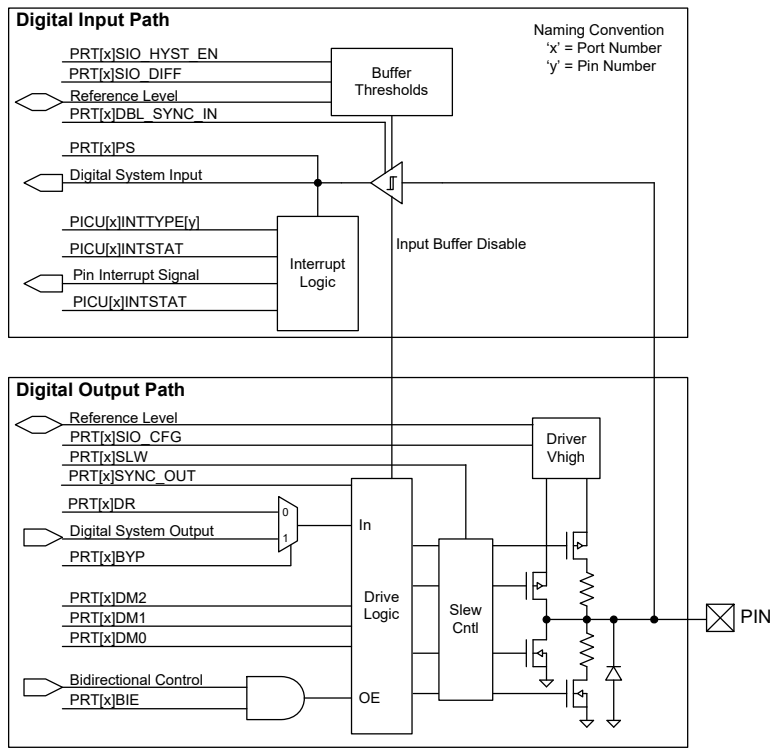 Digital Input Path
Naming Convention
'x' = Port Number
'y' = Pin Number
PRT[x]SIO_HYST_EN
PRT[x]SIO_DIFF
Reference Level
PRT[x]DBL_SYNC_IN
Buffer
Thresholds
PRT[x]PS
Digital System Input
PICU[x]INTTYPE[y]
PICU[x]INTSTAT
Pin Interrupt Signal
PICU[x]INTSTAT
Interrupt
Logic
Input Buffer Disable
Digital Output Path
Reference Level
PRT[x]SIO_CFG
PRT[x]SLW
PRT[x]SYNC_OUT
Driver
Vhigh
PRT[x]DR
Digital System Output
PRT[x]BYP
0
1
In
PRT[x]DM2
PRT[x]DM1
PRT[x]DM0
Drive
Logic
Slew
Cntl
PIN
Bidirectional Control
PRT[x]BIE
OE